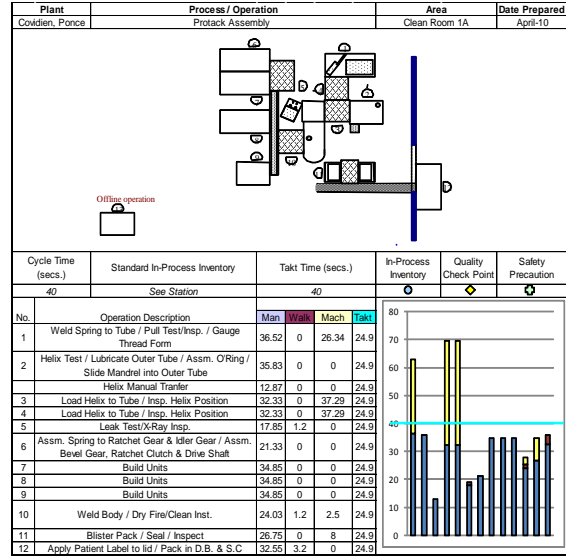 Plant Process / Operation Area Date Prepared
Covidien, Ponce Protack Assembly Clean Room 1A April-10
Offline operation
Cycle Time (secs.) Standard In-Process Inventory Takt Time (secs.) In-Process Inventory Quality Check Point Safety Precaution
40 See Station 40
No. Operation Description Man Walk Mach Takt
1 Weld Spring to Tube / Pull Test/Insp. / Gauge
Thread Form 36.52 0 26.34 24.9
2 Helix Test / Lubricate Outer Tube / Assm. O'Ring /
Slide Mandrel into Outer Tube 35.83 0 0 24.9
Helix Manual Tranfer 12.87 0 0 24.9
3 Load Helix to Tube / Insp. Helix Position 32.33 0 37.29 24.9
4 Load Helix to Tube / Insp. Helix Position 32.33 0 37.29 24.9
5 Leak Test/X-Ray Insp. 17.85 1.2 0 24.9
6 Assm. Spring to Ratchet Gear & Idler Gear / Assm.
Bevel Gear, Ratchet Clutch & Drive Shaft 21.33 0 0 24.9
7 Build Units 34.85 0 0 24.9
8 Build Units 34.85 0 0 24.9
9 Build Units 34.85 0 0 24.9
10 Weld Body / Dry Fire/Clean Inst. 24.03 1.2 2.5 24.9
11 Blister Pack / Seal / Inspect 26.75 0 8 24.9
12 Apply Patient Label to lid / Pack in D.B. & S.C 32.55 3.2 0 24.9
80
70
60
50
40
30
20
10
0